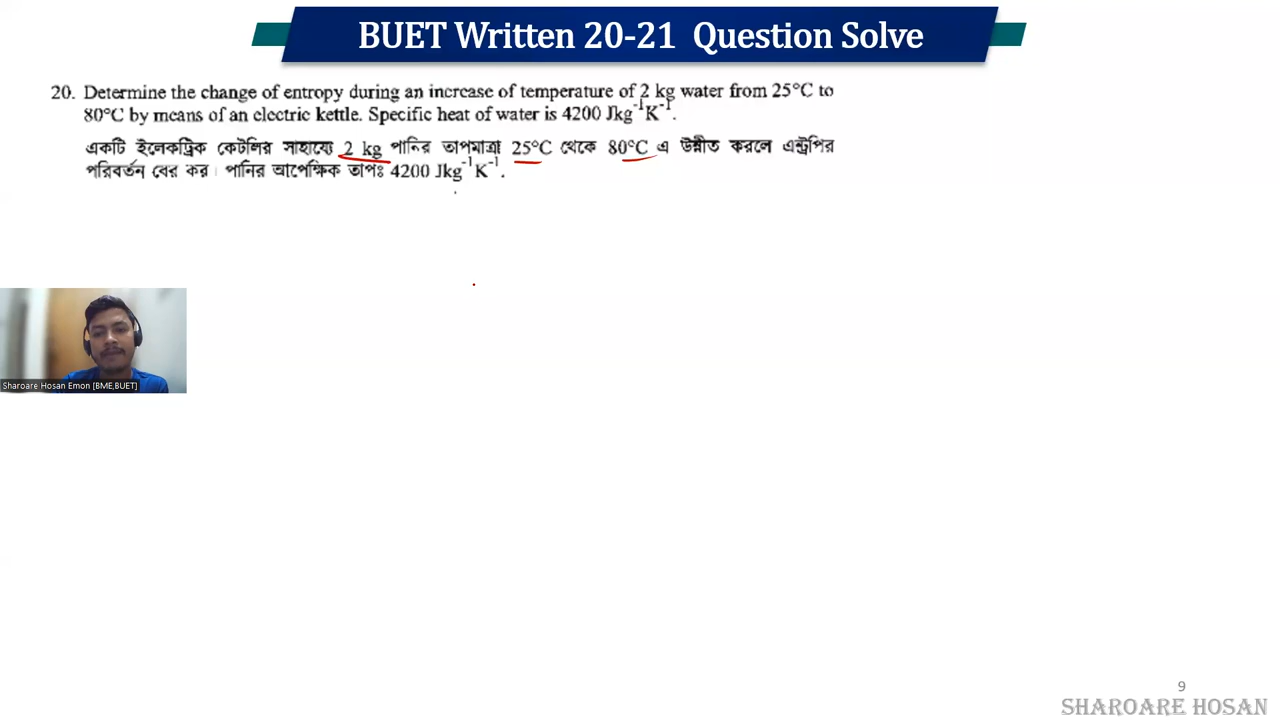 BUET Written 20-21 Question Solve
20. Determine the change of entropy during an increase of temperature of 2 kg water from 25°C to
80°C by means of an electric kettle. Specific heat of water is 4200 Jkg⁻¹K⁻¹.
একটি ইলেকট্রিক কেটলির সাহায্যে 2 kg পানির তাপমাত্রা 25°C থেকে 80°C এ উন্নীত করলে এন্ট্রপির
পরিবর্তন বের কর। পানির আপেক্ষিক তাপঃ 4200 Jkg⁻¹K⁻¹.
Sharoare Hosan Emon [BME,BUET]
9
SHAROARE HOSAN